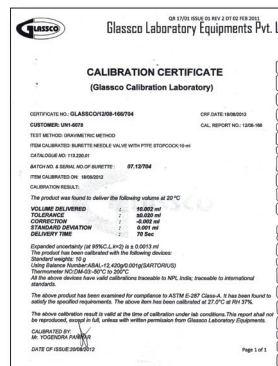 QR 17/01 ISSUE 01 REV 2 DT 02 FEB 2011
GLASSCO
Glassco Laboratory Equipments Pvt. L
CALIBRATION CERTIFICATE
(Glassco Calibration Laboratory)
CERTIFICATE NO.: GLASSCO/12/08-166/704
CRF.DATE:18/08/2012
CUSTOMER: UN1-6078
CAL. REPORT NO.: 12/08-166
TEST METHOD: GRAVIMETRIC METHOD
ITEM CALIBRATED: BURETTE NEEDLE VALVE WITH PTFE STOPCOCK:10 ml
CATALOGUE NO: 113.230.01
BATCH NO. & SERIAL NO.OF BURETTE : 07.12/704
ITEM CALIBRATED ON: 18/08/2012
CALIBRATION RESULT:
The product was found to deliver the following volume at 20 °C
VOLUME DELIVERED : 10.002 ml
TOLERANCE : ±0.020 ml
CORRECTION : -0.002 ml
STANDARD DEVIATION : 0.001 ml
DELIVERY TIME : 70 Sec
Expanded uncertainty (at 95%C.L,k=2) is ± 0.0013 ml
The product has been calibrated with the following devices:
Standard weights: 10 g
Using Balance Number:ABAL-12,420g/0.001g(SARTORIUS)
Thermometer NO:DM-03:-50°C to 200°C
All the above devices have valid calibrations traceable to NPL India; traceable to international
standards.
The above product has been examined for compliance to ASTM E-287 Class-A. It has been found to
satisfy the specified requirements. The above item has been calibrated at 27.0°C at RH 37%.
The above calibration result is valid at the time of calibration under lab conditions.This report shall not
be reproduced, except in full, unless with written permission from Glassco Laboratory Equipments.
CALIBRATED BY:
Mr. YOGENDRA PARMAR
DATE OF ISSUE:20/08/2012
Page 1 of 1